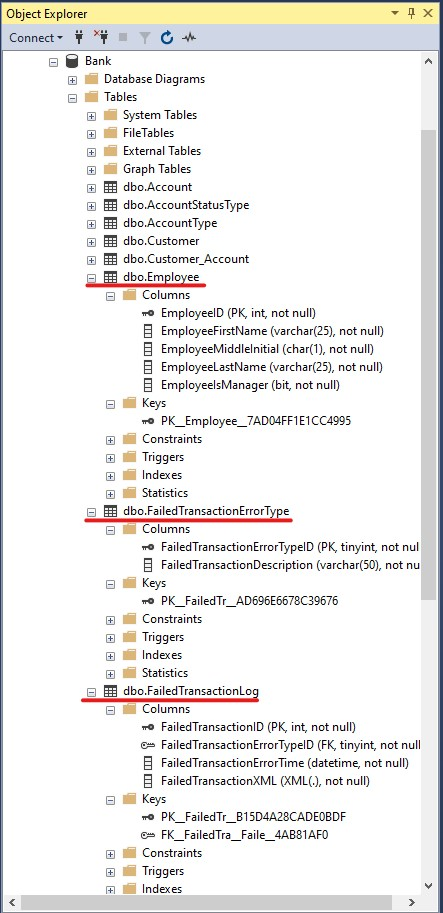 Object Explorer
Connect
Bank
Database Diagrams
Tables
System Tables
FileTables
External Tables
Graph Tables
dbo.Account
dbo.AccountStatusType
dbo.AccountType
dbo.Customer
dbo.Customer_Account
dbo.Employee
Columns
EmployeeID (PK, int, not null)
EmployeeFirstName (varchar(25), not null)
EmployeeMiddleInitial (char(1), not null)
EmployeeLastName (varchar(25), not null)
EmployeeIsManager (bit, not null)
Keys
PK__Employee__7AD04FF1E1CC4995
Constraints
Triggers
Indexes
Statistics
dbo.FailedTransactionErrorType
Columns
FailedTransactionErrorTypeID (PK, tinyint, not nul
FailedTransactionDescription (varchar(50), not nu
Keys
PK__FailedTr__AD696E6678C39676
Constraints
Triggers
Indexes
Statistics
dbo.FailedTransactionLog
Columns
FailedTransactionID (PK, int, not null)
FailedTransactionErrorTypeID (FK, tinyint, not null
FailedTransactionErrorTime (datetime, not null)
FailedTransactionXML (XML(.), not null)
Keys
PK__FailedTr__B15D4A28CADE0BDF
FK__FailedTra__Faile__4AB81AF0
Constraints
Triggers
Indexes